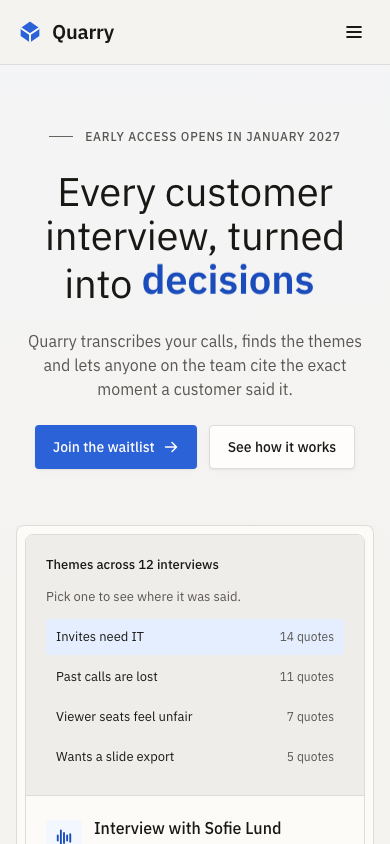 Quarry
EARLY ACCESS OPENS IN JANUARY 2027
Every customer
interview, turned
into decisions
Quarry transcribes your calls, finds the themes
and lets anyone on the team cite the exact
moment a customer said it.
Join the waitlist →
See how it works
Themes across 12 interviews
Pick one to see where it was said.
Invites need IT 14 quotes
Past calls are lost 11 quotes
Viewer seats feel unfair 7 quotes
Wants a slide export 5 quotes
Interview with Sofie Lund